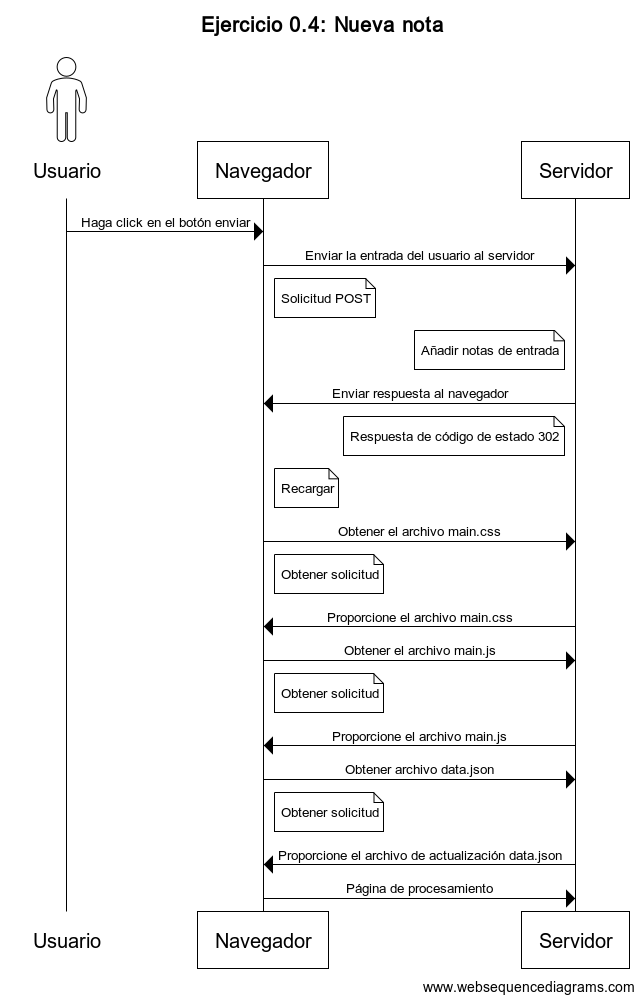 Ejercicio 0.4: Nueva nota
Usuario
Navegador
Servidor
Haga click en el botón enviar
Enviar la entrada del usuario al servidor
Solicitud POST
Añadir notas de entrada
Enviar respuesta al navegador
Respuesta de código de estado 302
Recargar
Obtener el archivo main.css
Obtener solicitud
Proporcione el archivo main.css
Obtener el archivo main.js
Obtener solicitud
Proporcione el archivo main.js
Obtener archivo data.json
Obtener solicitud
Proporcione el archivo de actualización data.json
Página de procesamiento
Usuario
Navegador
Servidor
www.websequencediagrams.com